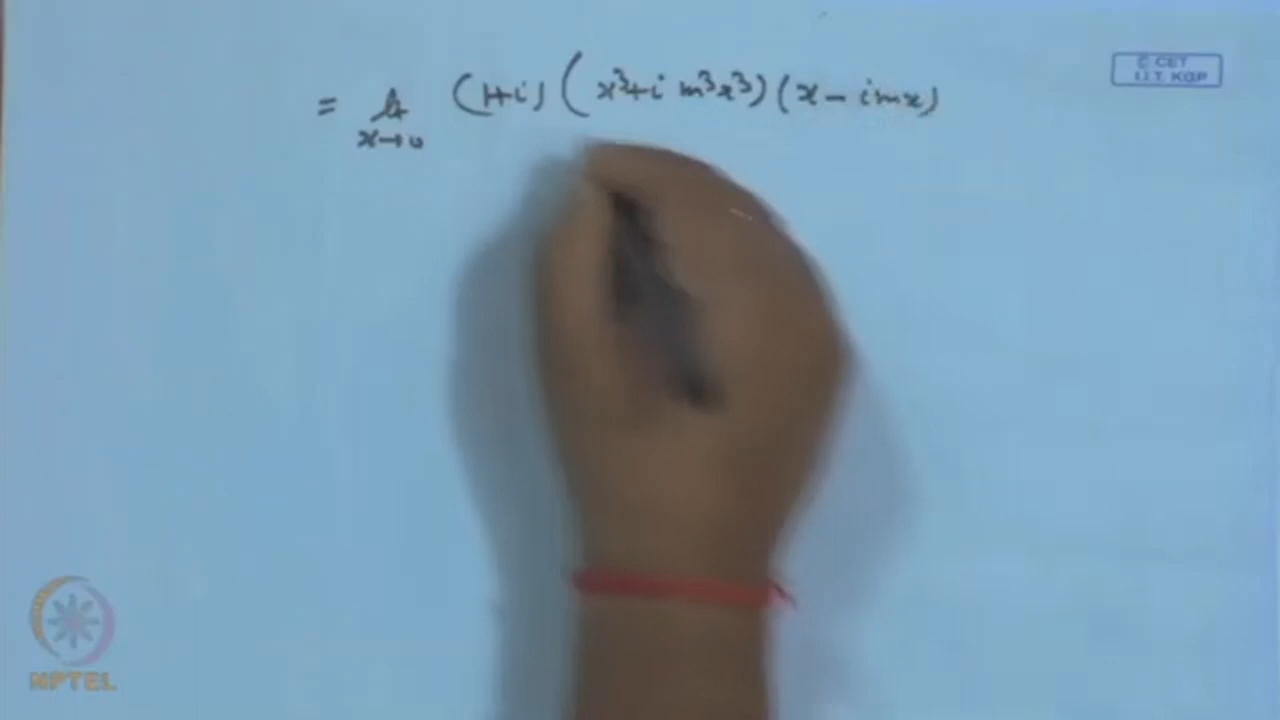 = lt (1+i) (x³+i m³x³) (x - imx)
x→0
© CET
I.I.T. KGP
NPTEL